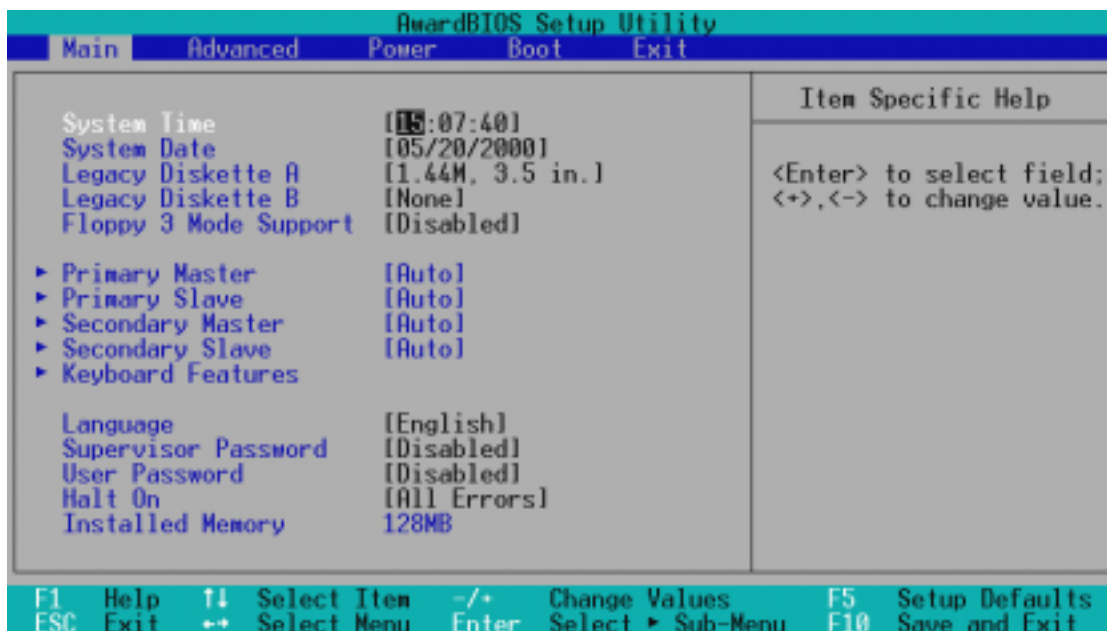 AwardBIOS Setup Utility
Main Advanced Power Boot Exit
Item Specific Help
System Time [15:07:40]
System Date [05/20/2000]
Legacy Diskette A [1.44M, 3.5 in.]
Legacy Diskette B [None]
Floppy 3 Mode Support [Disabled]
▶ Primary Master [Auto]
▶ Primary Slave [Auto]
▶ Secondary Master [Auto]
▶ Secondary Slave [Auto]
▶ Keyboard Features
Language [English]
Supervisor Password [Disabled]
User Password [Disabled]
Halt On [All Errors]
Installed Memory 128MB
<Enter> to select field;
<+>,<-> to change value.
F1 Help ↑↓ Select Item -/+ Change Values F5 Setup Defaults
ESC Exit ←→ Select Menu Enter Select ▶ Sub-Menu F10 Save and Exit